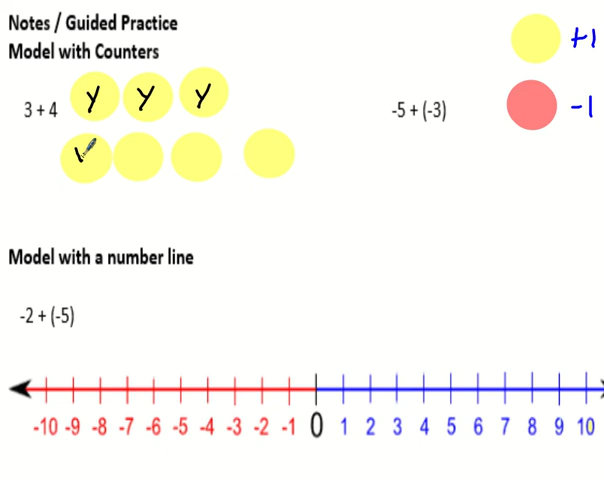 Notes / Guided Practice
Model with Counters
+1
y y y
3 + 4
-5 + (-3)
-1
Model with a number line
-2 + (-5)
-10 -9 -8 -7 -6 -5 -4 -3 -2 -1 0 1 2 3 4 5 6 7 8 9 10